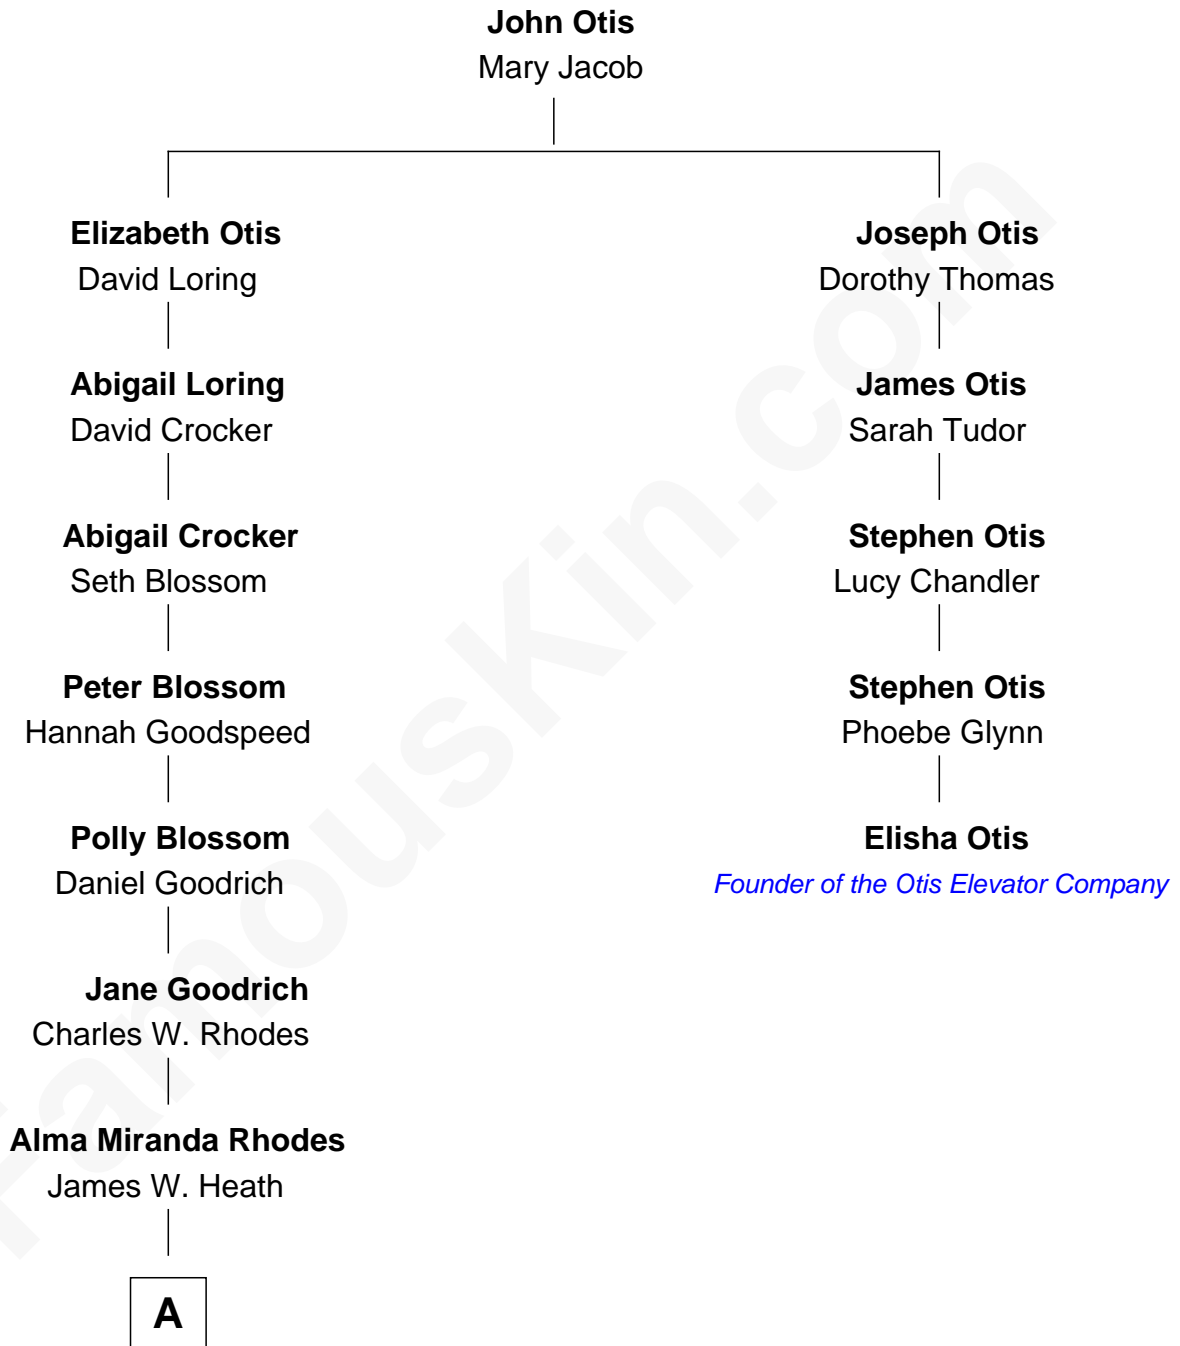 John Otis
Mary Jacob
Elizabeth Otis
David Loring
Abigail Loring
David Crocker
Abigail Crocker
Seth Blossom
Peter Blossom
Hannah Goodspeed
Polly Blossom
Daniel Goodrich
Jane Goodrich
Charles W. Rhodes
Alma Miranda Rhodes
James W. Heath
A
Joseph Otis
Dorothy Thomas
James Otis
Sarah Tudor
Stephen Otis
Lucy Chandler
Stephen Otis
Phoebe Glynn
Elisha Otis
Founder of the Otis Elevator Company
FamousKin.com